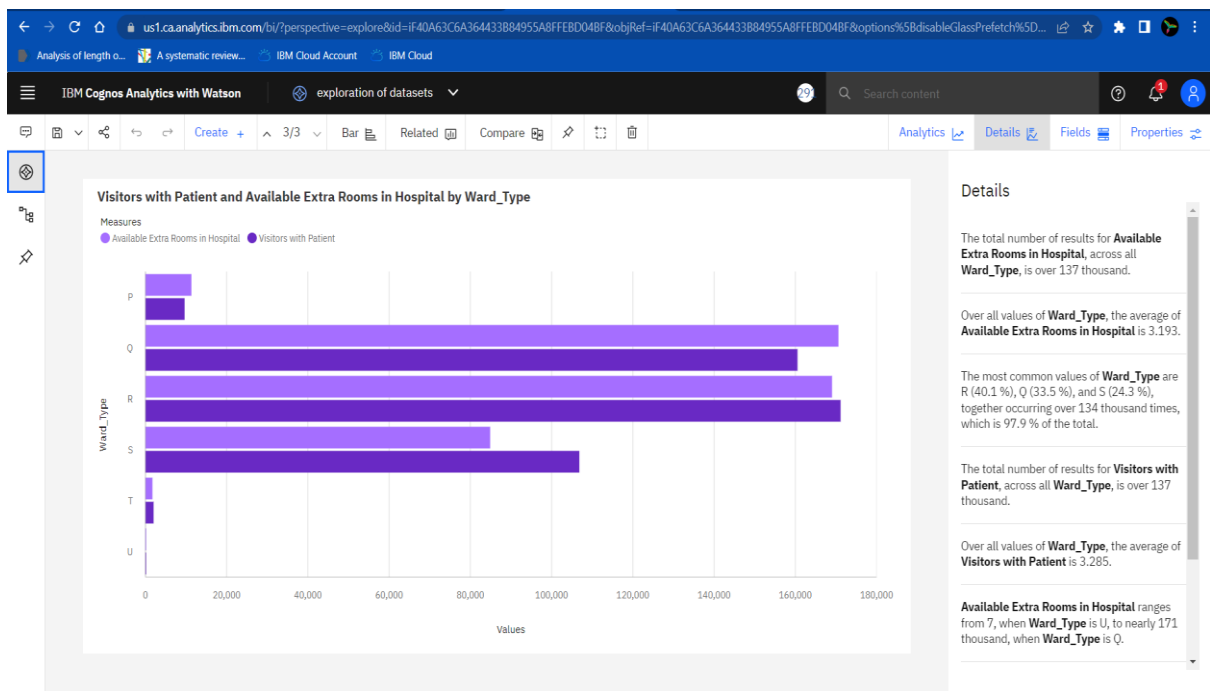 us1.ca.analytics.ibm.com/bi/?perspective=explore&id=iF40A63C6A364433B84955A8FFEBD04BF&objRef=iF40A63C6A364433B84955A8FFEBD04BF&options%5BdisableGlassPrefetch%5D...
Analysis of length o... A systematic review... IBM Cloud Account IBM Cloud
IBM Cognos Analytics with Watson exploration of datasets Search content 1
Create + 3/3 Bar Related Compare Analytics Details Fields Properties
Visitors with Patient and Available Extra Rooms in Hospital by Ward_Type
Measures
Available Extra Rooms in Hospital Visitors with Patient
Ward_Type
P
Q
R
S
T
U
0 20,000 40,000 60,000 80,000 100,000 120,000 140,000 160,000 180,000
Values
Details
The total number of results for Available
Extra Rooms in Hospital, across all
Ward_Type, is over 137 thousand.
Over all values of Ward_Type, the average of
Available Extra Rooms in Hospital is 3.193.
The most common values of Ward_Type are
R (40.1 %), Q (33.5 %), and S (24.3 %),
together occurring over 134 thousand times,
which is 97.9 % of the total.
The total number of results for Visitors with
Patient, across all Ward_Type, is over 137
thousand.
Over all values of Ward_Type, the average of
Visitors with Patient is 3.285.
Available Extra Rooms in Hospital ranges
from 7, when Ward_Type is U, to nearly 171
thousand, when Ward_Type is Q.